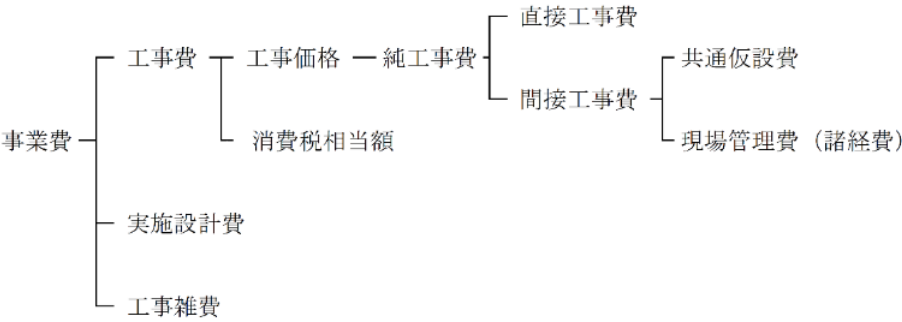 直接工事費
工事費
工事価格
純工事費
共通仮設費
間接工事費
事業費
消費税相当額
現場管理費（諸経費）
実施設計費
工事雑費